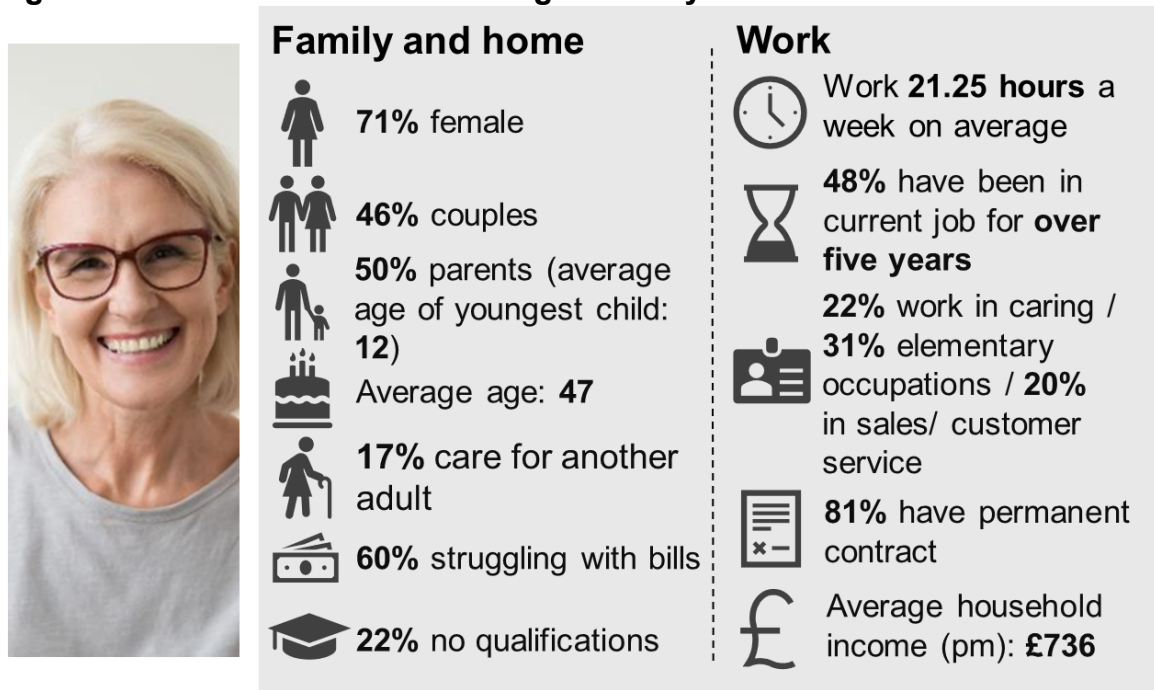 Family and home
71% female
46% couples
50% parents (average
age of youngest child:
12)
Average age: 47
17% care for another
adult
60% struggling with bills
22% no qualifications
Work
Work 21.25 hours a
week on average
48% have been in
current job for over
five years
22% work in caring /
31% elementary
occupations / 20%
in sales/ customer
service
81% have permanent
contract
£
Average household
income (pm): £736